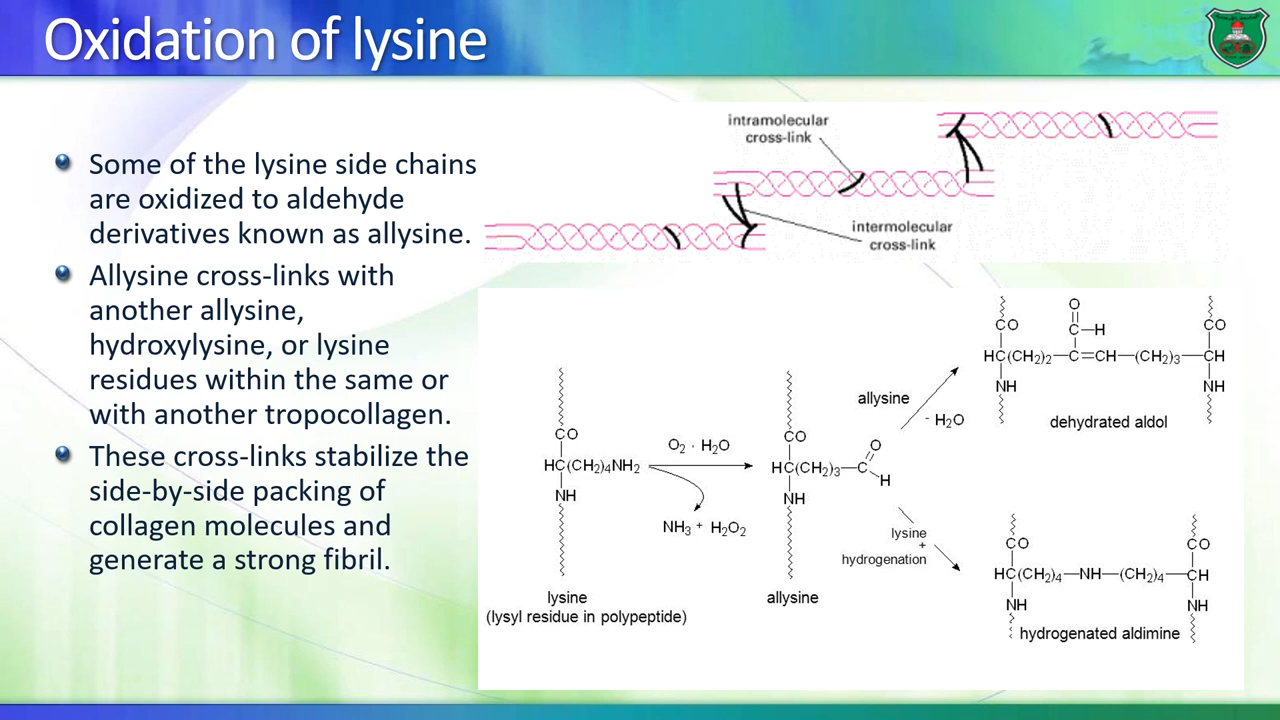 Oxidation of lysine
Some of the lysine side chains
are oxidized to aldehyde
derivatives known as allysine.
Allysine cross-links with
another allysine,
hydroxylysine, or lysine
residues within the same or
with another tropocollagen.
These cross-links stabilize the
side-by-side packing of
collagen molecules and
generate a strong fibril.
intramolecular
cross-link
intermolecular
cross-link
CO
HC(CH₂)₄NH₂
NH
lysine
(lysyl residue in polypeptide)
O₂ · H₂O
NH₃ + H₂O₂
CO
HC(CH₂)₃—C
O
H
NH
allysine
allysine
- H₂O
lysine
+
hydrogenation
O
C—H
CO
CO
HC(CH₂)₂—C=CH—(CH₂)₃—CH
NH
NH
dehydrated aldol
CO
CO
HC(CH₂)₄—NH—(CH₂)₄—CH
NH
NH
hydrogenated aldimine